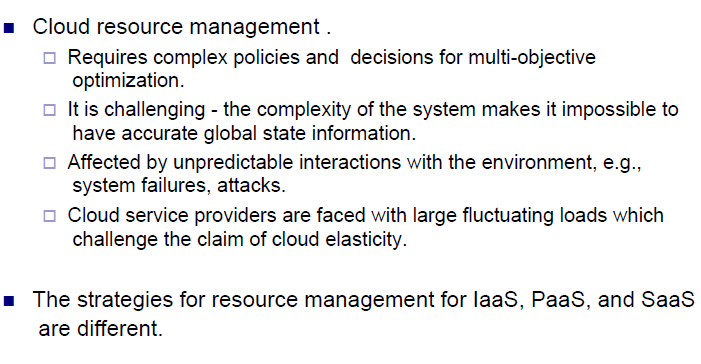 Cloud resource management .
Requires complex policies and decisions for multi-objective
optimization.
It is challenging - the complexity of the system makes it impossible to
have accurate global state information.
Affected by unpredictable interactions with the environment, e.g.,
system failures, attacks.
Cloud service providers are faced with large fluctuating loads which
challenge the claim of cloud elasticity.
The strategies for resource management for IaaS, PaaS, and SaaS
are different.